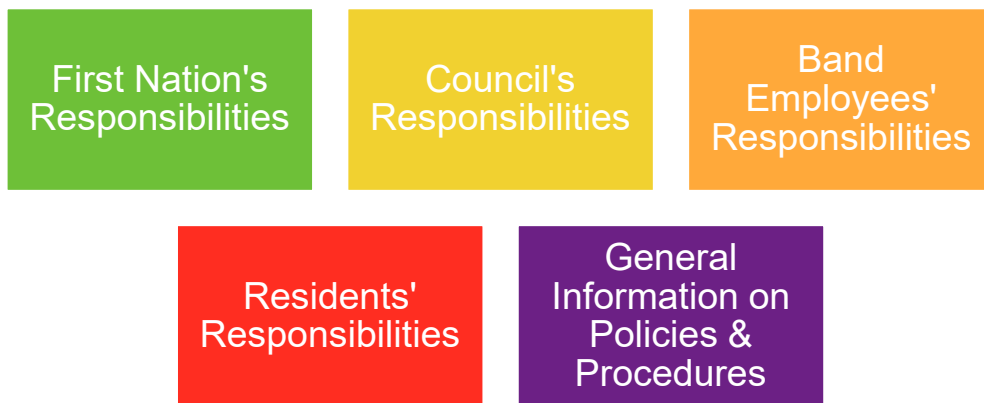 First Nation's
Responsibilities
Council's
Responsibilities
Band
Employees'
Responsibilities
Residents'
Responsibilities
General
Information on
Policies &
Procedures